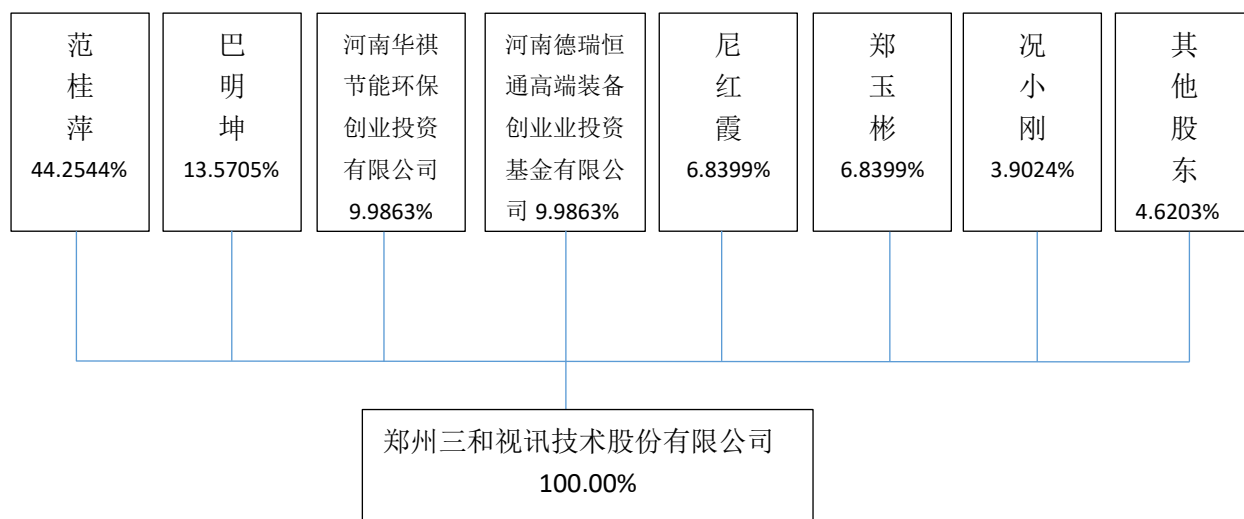 范
桂
萍
44.2544%
巴
明
坤
13.5705%
河南华祺
节能环保
创业投资
有限公司
9.9863%
河南德瑞恒
通高端装备
创业业投资
基金有限公
司 9.9863%
尼
红
霞
6.8399%
郑
玉
彬
6.8399%
况
小
刚
3.9024%
其
他
股
东
4.6203%
郑州三和视讯技术股份有限公司
100.00%